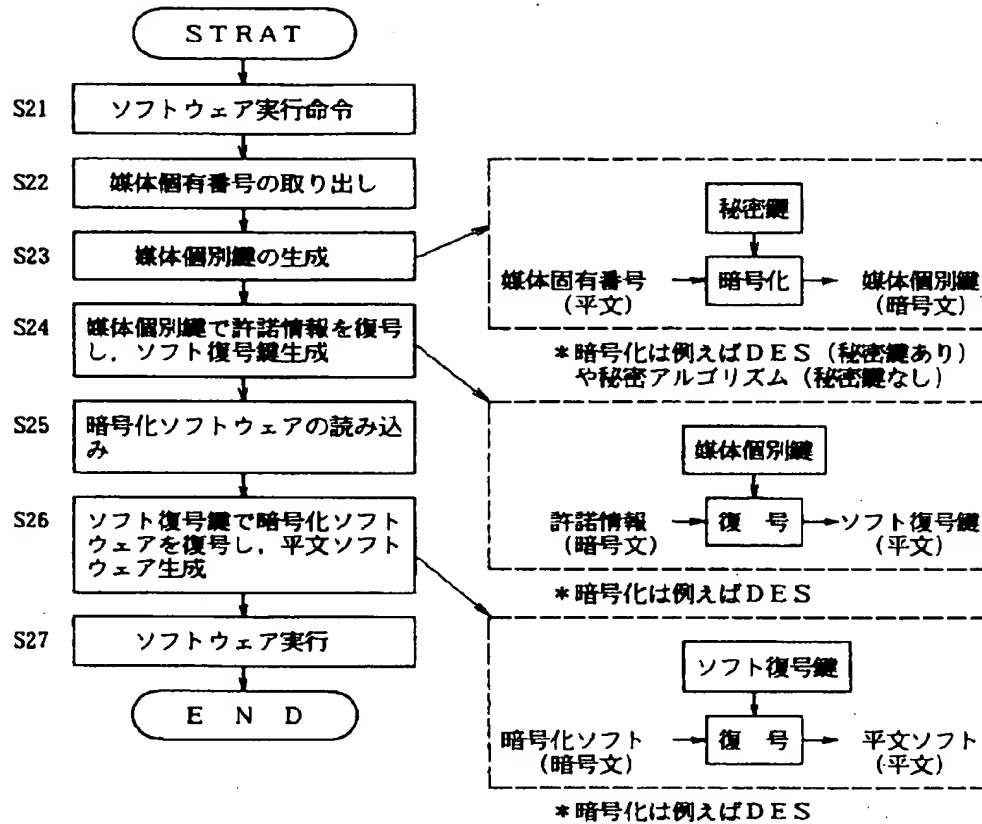 STRAT
S21 ソフトウェア実行命令
S22 媒体個有番号の取り出し
S23 媒体個別鍵の生成
S24 媒体個別鍵で許諾情報を復号
し，ソフト復号鍵生成
S25 暗号化ソフトウェアの読み込
み
S26 ソフト復号鍵で暗号化ソフト
ウェアを復号し，平文ソフト
ウェア生成
S27 ソフトウェア実行
END
秘密鍵
媒体固有番号 暗号化 媒体個別鍵
(平文) (暗号文)
*暗号化は例えばDES（秘密鍵あり）
や秘密アルゴリズム（秘密鍵なし）
媒体個別鍵
許諾情報 復号 ソフト復号鍵
(暗号文) (平文)
*暗号化は例えばDES
ソフト復号鍵
暗号化ソフト 復号 平文ソフト
(暗号文) (平文)
*暗号化は例えばDES